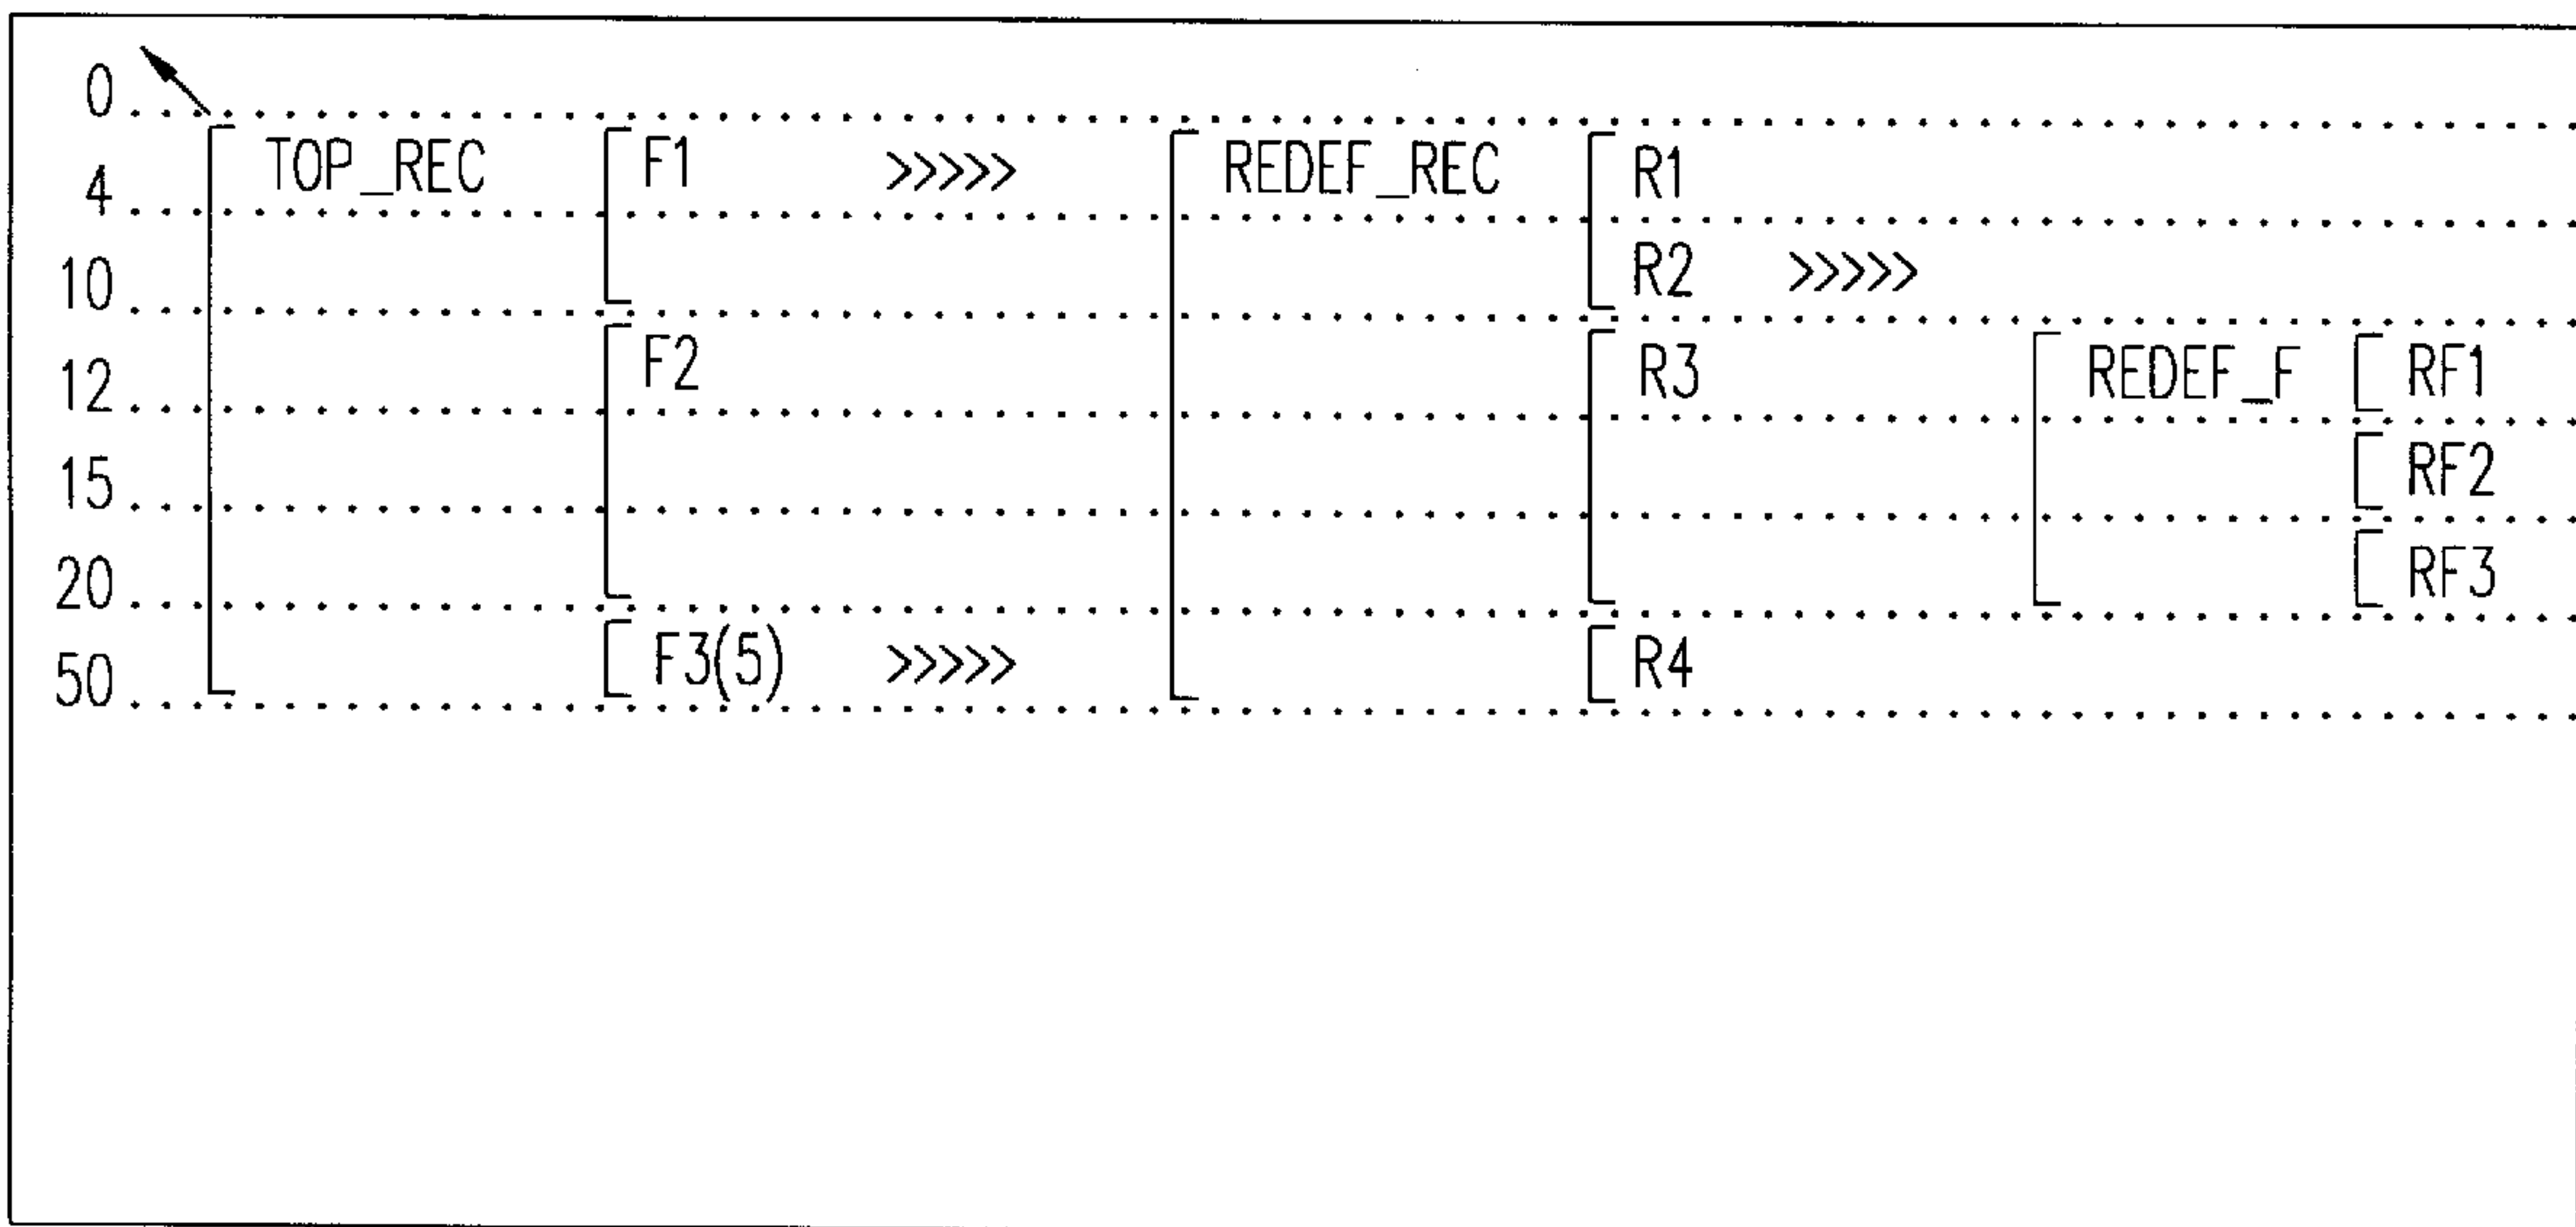 0
4 TOP_REC F1 >>>>> REDEF_REC R1
10 R2 >>>>>
12 F2 R3 REDEF_F RF1
15 RF2
20 RF3
50 F3(5) >>>>> R4